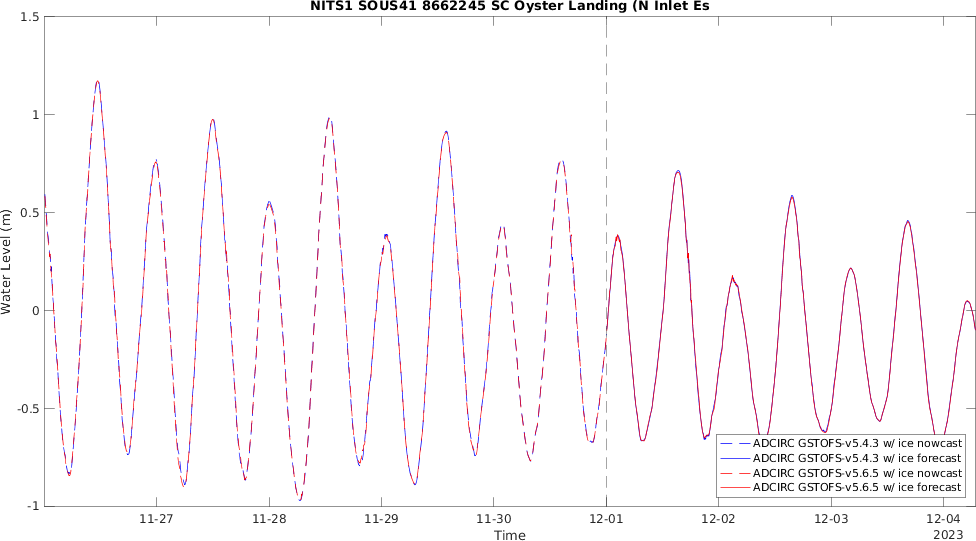 NITS1 SOUS41 8662245 SC Oyster Landing (N Inlet Es
1.5
1
0.5
0
-0.5
-1
Water Level (m)
11-27 11-28 11-29 11-30 12-01 12-02 12-03 12-04
Time
2023
ADCIRC GSTOFS-v5.4.3 w/ ice nowcast
ADCIRC GSTOFS-v5.4.3 w/ ice forecast
ADCIRC GSTOFS-v5.6.5 w/ ice nowcast
ADCIRC GSTOFS-v5.6.5 w/ ice forecast